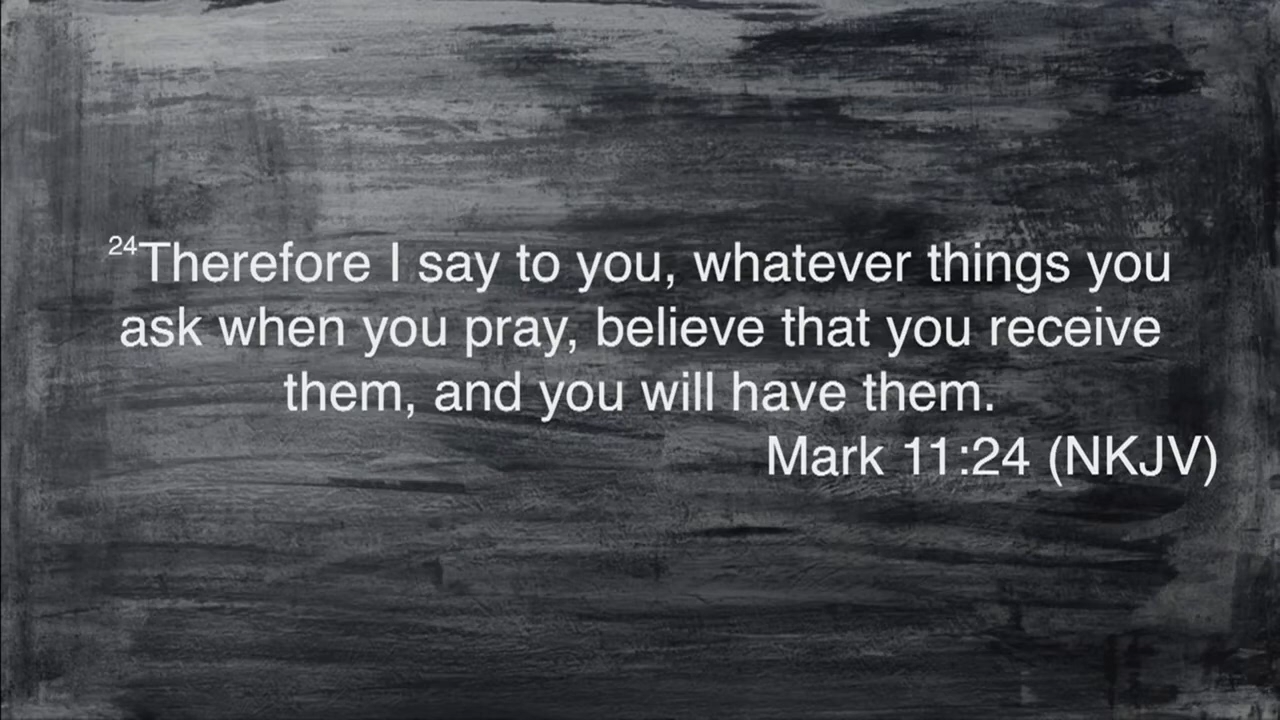 24Therefore I say to you, whatever things you
ask when you pray, believe that you receive
them, and you will have them.
Mark 11:24 (NKJV)